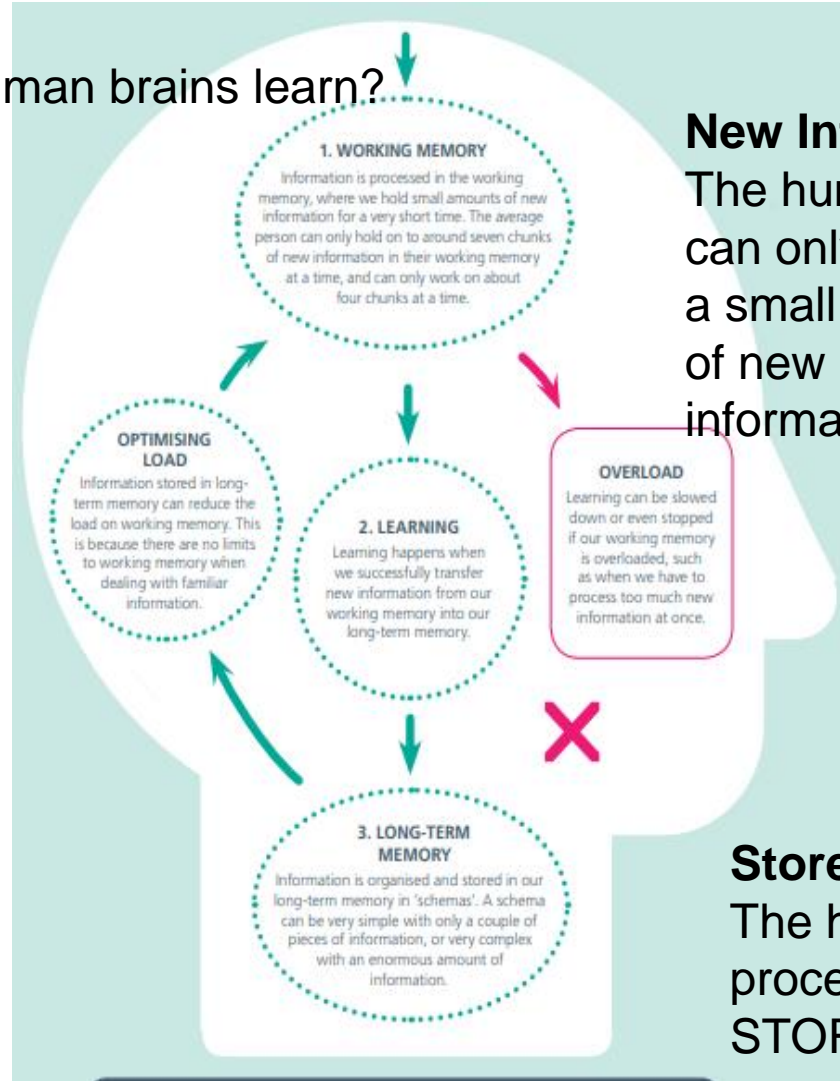 man brains learn?
1. WORKING MEMORY
Information is processed in the working
memory, where we hold small amounts of new
information for a very short time. The average
person can only hold on to around seven chunks
of new information in their working memory
at a time, and can only work on about
four chunks at a time.
New In
The hu
can onl
a small
of new
informa
OPTIMISING
LOAD
Information stored in long-
term memory can reduce the
load on working memory. This
is because there are no limits
to working memory when
dealing with familiar
information.
2. LEARNING
Learning happens when
we successfully transfer
new information from our
working memory into our
long-term memory.
OVERLOAD
Learning can be slowed
down or even stopped
if our working memory
is overloaded, such
as when we have to
process too much new
information at once.
3. LONG-TERM
MEMORY
Information is organised and stored in our
long-term memory in 'schemas'. A schema
can be very simple with only a couple of
pieces of information, or very complex
with an enormous amount of
information.
Store
The h
proce
STOP